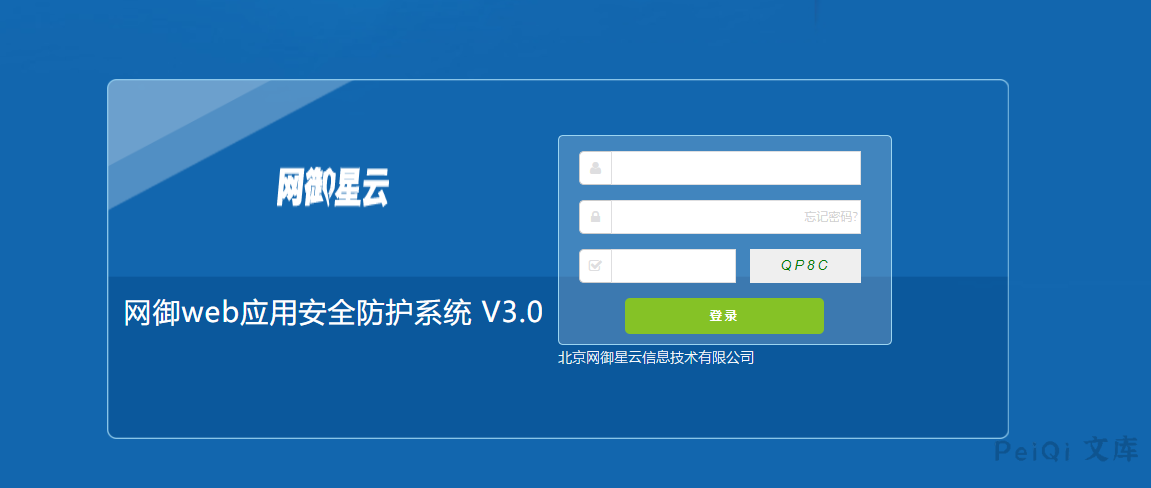 网御星云
忘记密码?
QP8C
网御web应用安全防护系统 V3.0
登录
北京网御星云信息技术有限公司
PeiQi 文库